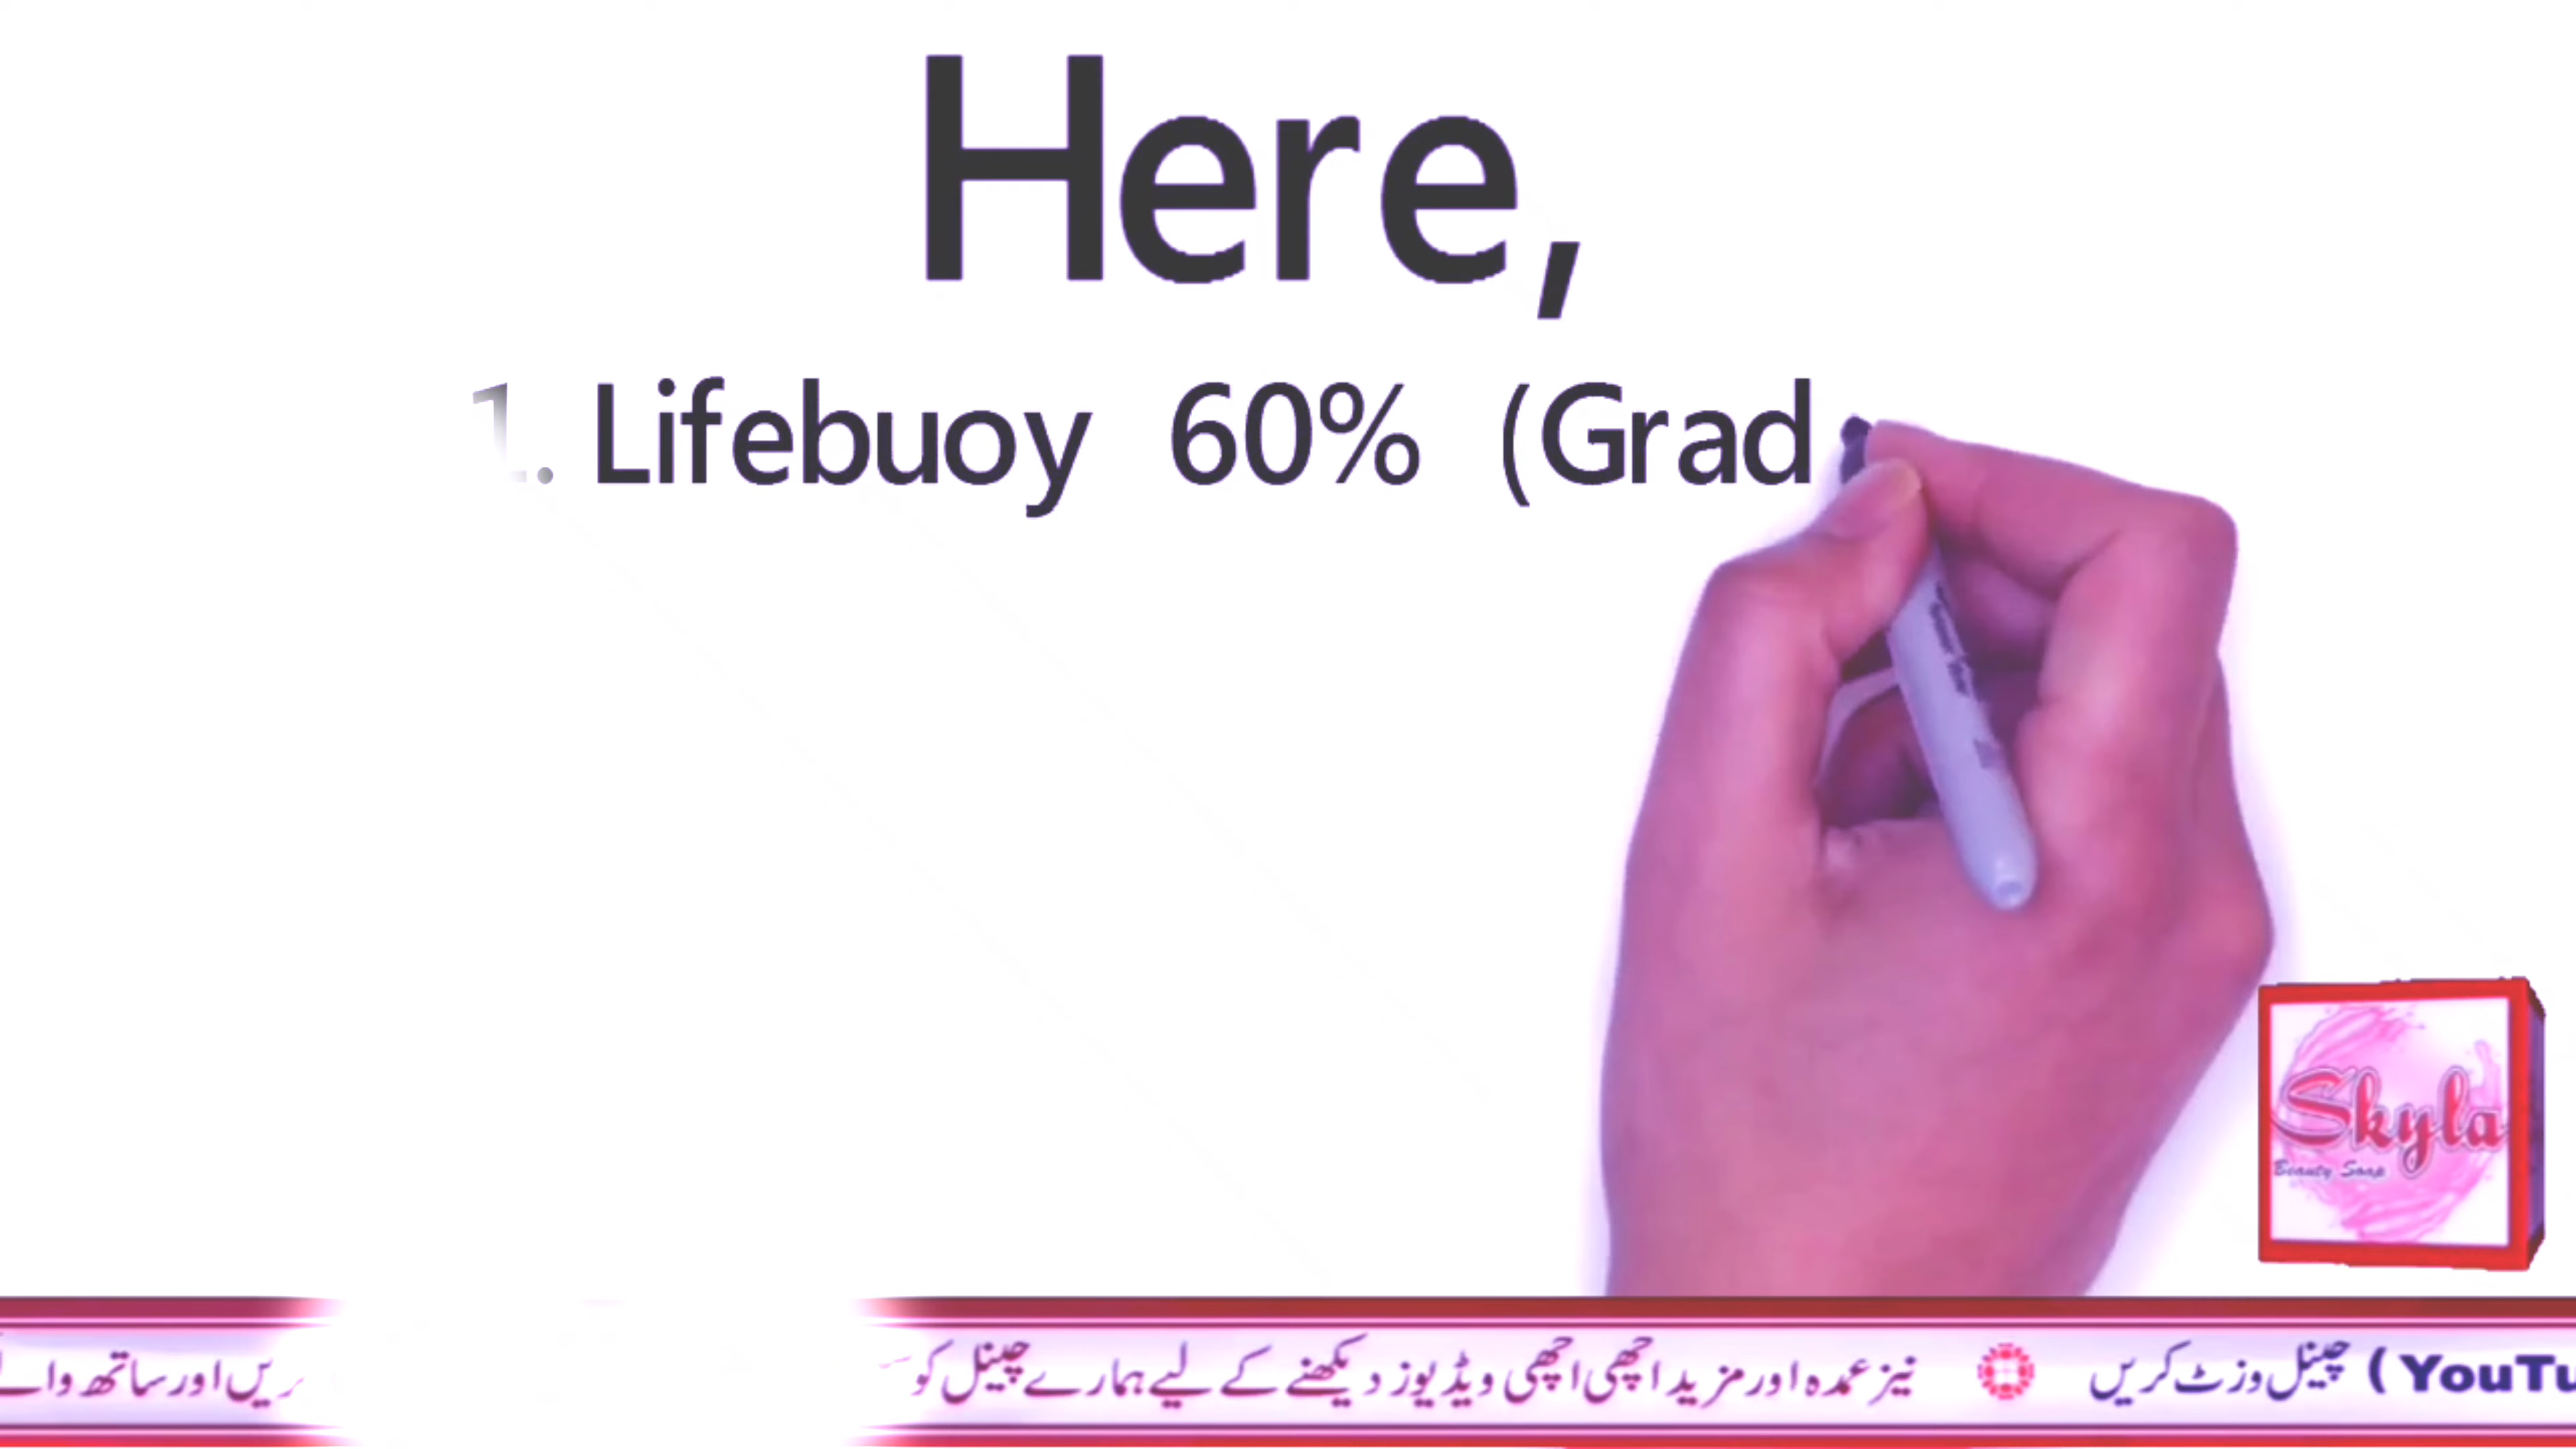 Here,
1. Lifebuoy 60% (Grad
Skyla
Beauty Soap
چینل وزٹ کریں ( YouTu
نیز عمدہ اور مزید اچھی اچھی ویڈیوز دیکھنے کے لیے ہمارے چینل کو
ریں اور ساتھ والے